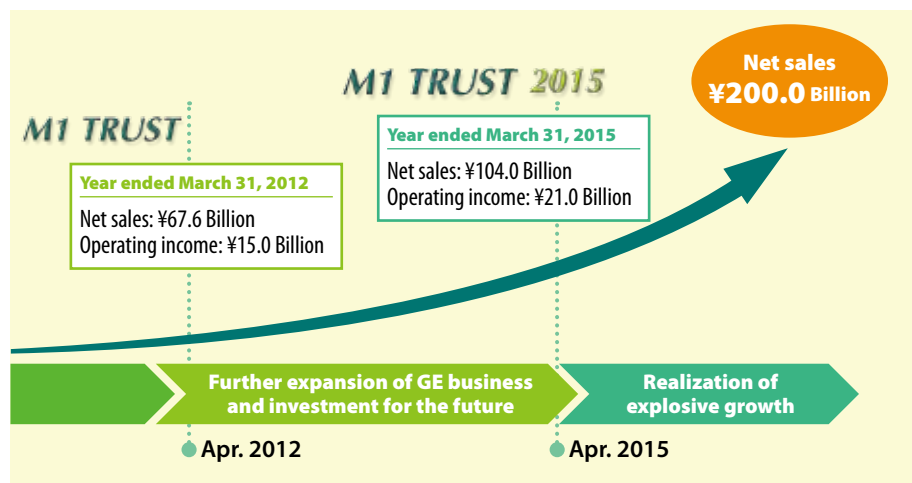 M1 TRUST
Year ended March 31, 2012
Net sales: ¥67.6 Billion
Operating income: ¥15.0 Billion
M1 TRUST 2015
Year ended March 31, 2015
Net sales: ¥104.0 Billion
Operating income: ¥21.0 Billion
Net sales
¥200.0 Billion
Further expansion of GE business
and investment for the future
Realization of
explosive growth
Apr. 2012
Apr. 2015